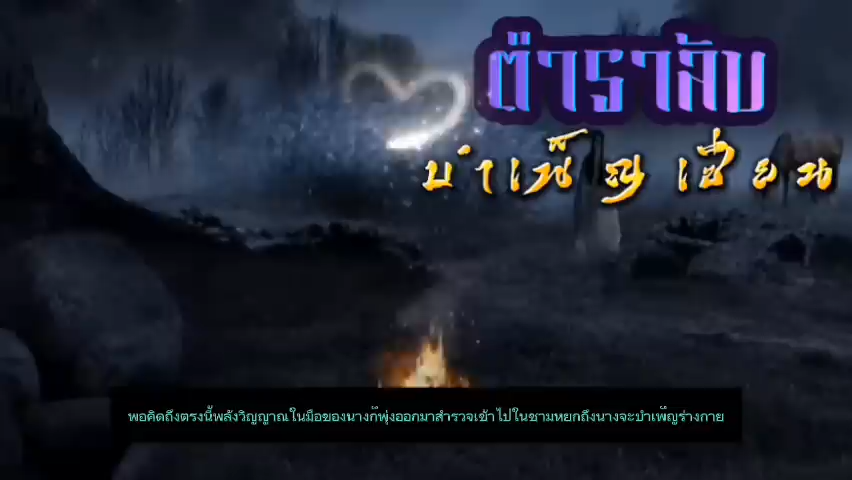 ตำราลับ
บำเพ็ญเซียน
พอคิดถึงตรงนี้พลังวิญญาณในมือของนางก็พุ่งออกมาสำรวจเข้าไปในชามหยกถึงนางจะบำเพ็ญร่างกาย